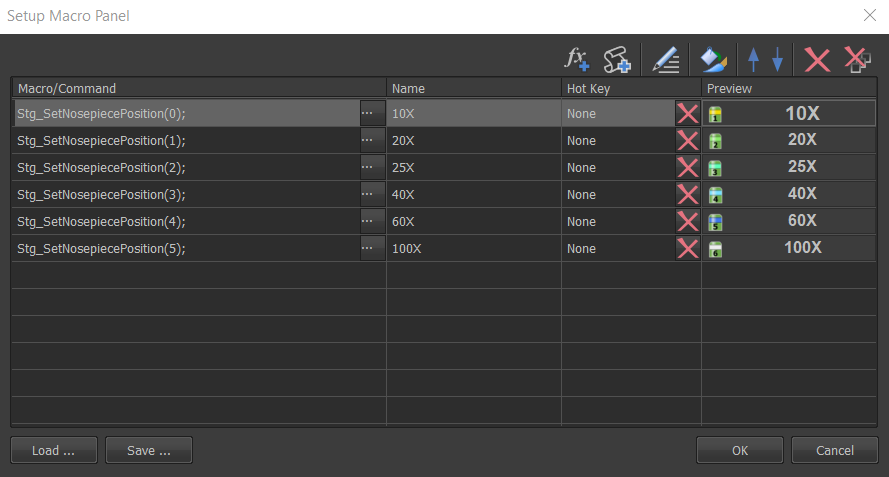 Setup Macro Panel
Macro/Command Name Hot Key Preview
Stg_SetNosepiecePosition(0); ... 10X None 1 10X
Stg_SetNosepiecePosition(1); ... 20X None 2 20X
Stg_SetNosepiecePosition(2); ... 25X None 3 25X
Stg_SetNosepiecePosition(3); ... 40X None 4 40X
Stg_SetNosepiecePosition(4); ... 60X None 5 60X
Stg_SetNosepiecePosition(5); ... 100X None 6 100X
Load ... Save ... OK Cancel